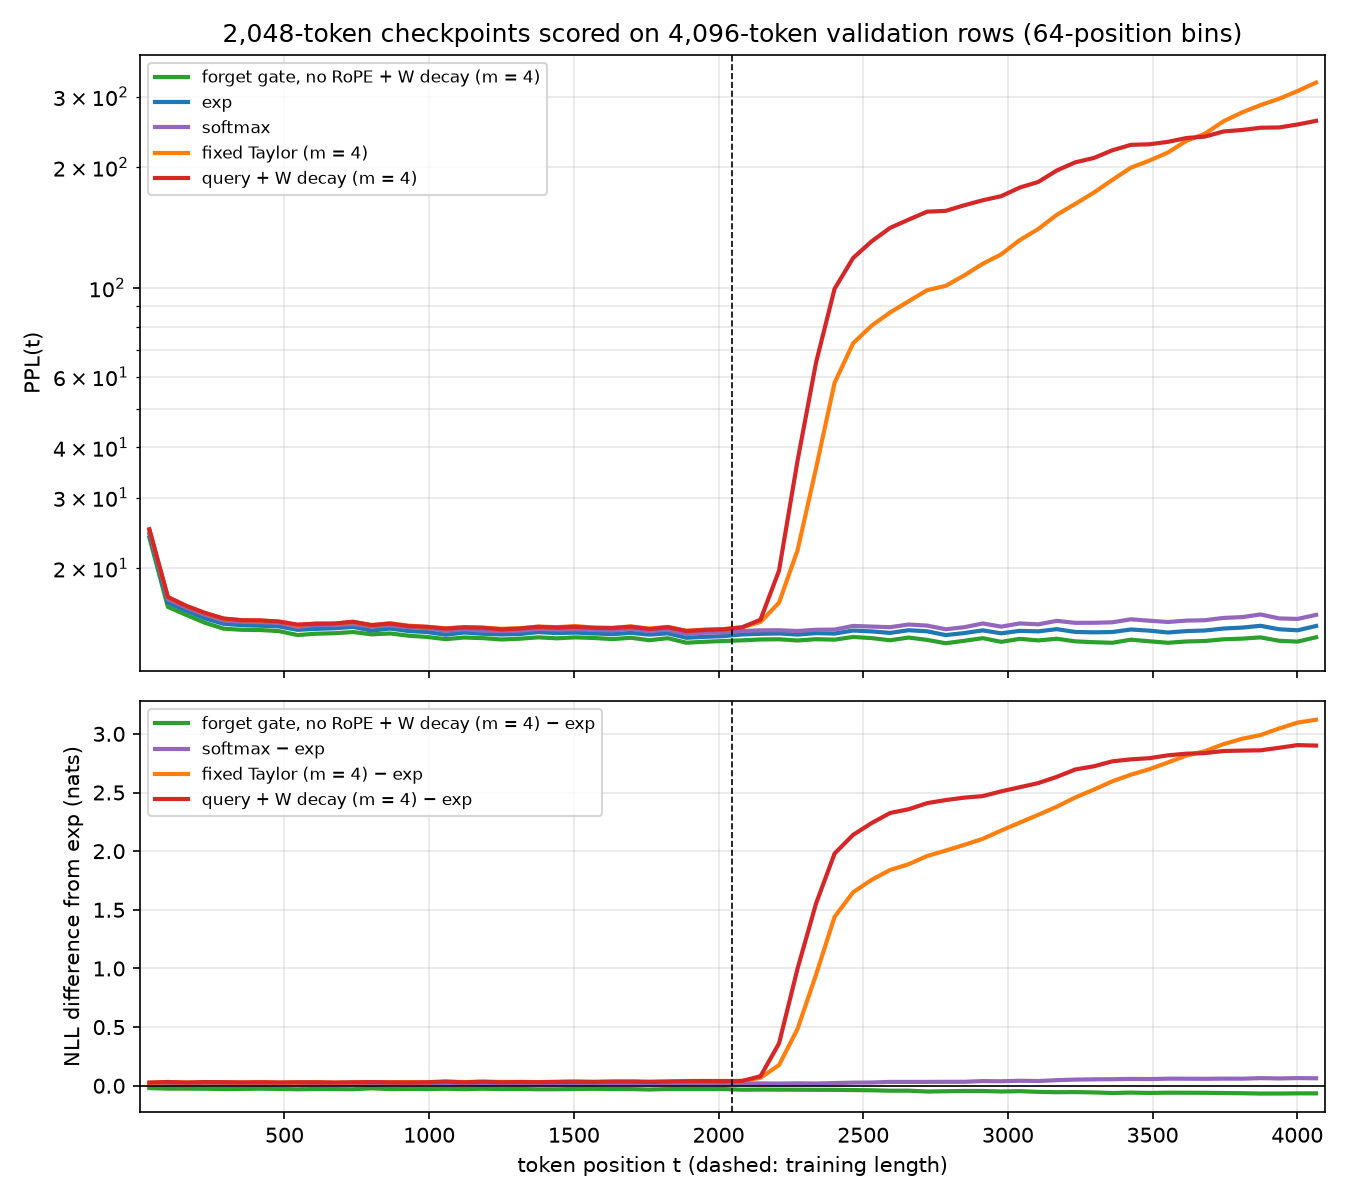 2,048-token checkpoints scored on 4,096-token validation rows (64-position bins)
forget gate, no RoPE + W decay (m = 4)
exp
softmax
fixed Taylor (m = 4)
query + W decay (m = 4)
PPL(t)
3 × 10²
2 × 10²
10²
6 × 10¹
4 × 10¹
3 × 10¹
2 × 10¹
forget gate, no RoPE + W decay (m = 4) − exp
softmax − exp
fixed Taylor (m = 4) − exp
query + W decay (m = 4) − exp
NLL difference from exp (nats)
3.0
2.5
2.0
1.5
1.0
0.5
0.0
500 1000 1500 2000 2500 3000 3500 4000
token position t (dashed: training length)